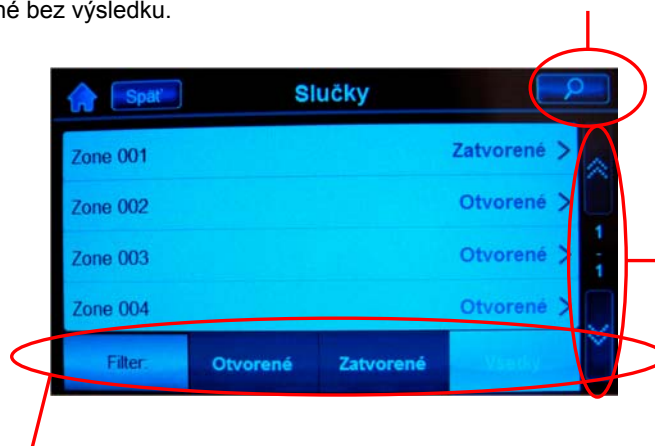 né bez výsledku.
Späť Slučky
Zone 001 Zatvorené >
Zone 002 Otvorené >
Zone 003 Otvorené >
1
-
1
Zone 004 Otvorené >
Filter: Otvorené Zatvorené Všetky